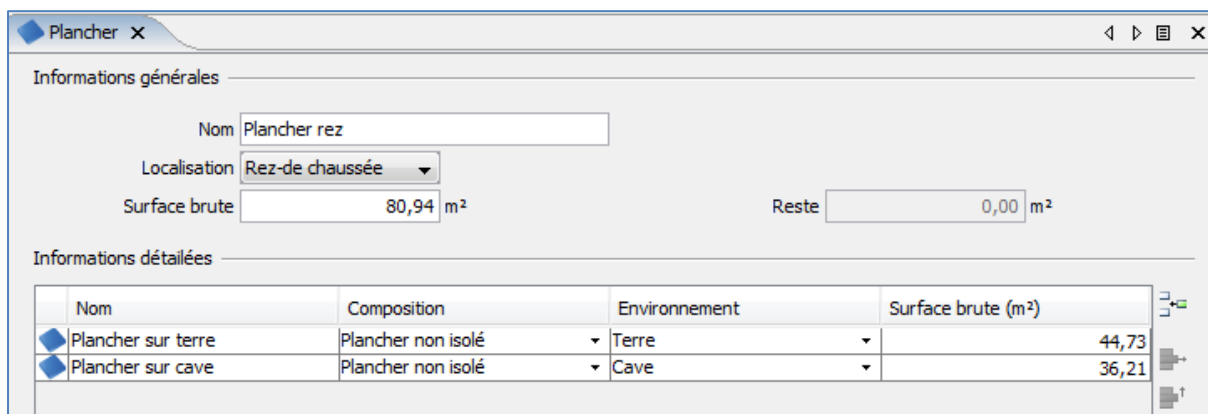 Plancher
Informations générales
Nom Plancher rez
Localisation Rez-de chaussée
Surface brute 80,94 m² Reste 0,00 m²
Informations détailées
Nom Composition Environnement Surface brute (m²)
Plancher sur terre Plancher non isolé Terre 44,73
Plancher sur cave Plancher non isolé Cave 36,21